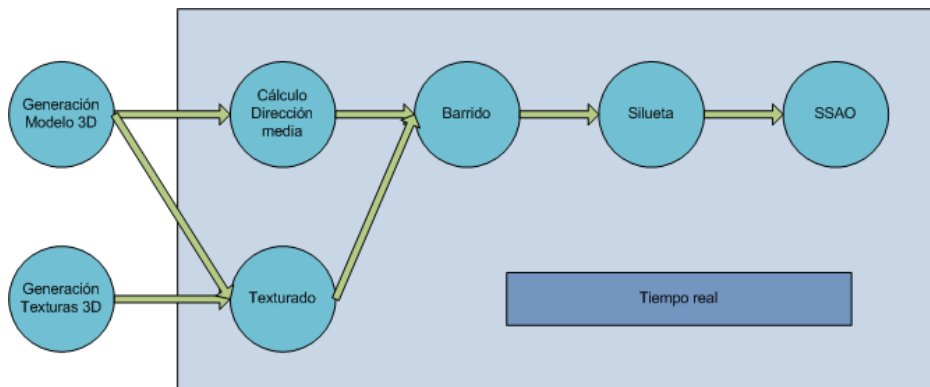 Generación
Modelo 3D
Cálculo
Dirección
media
Barrido
Silueta
SSAO
Generación
Texturas 3D
Texturado
Tiempo real